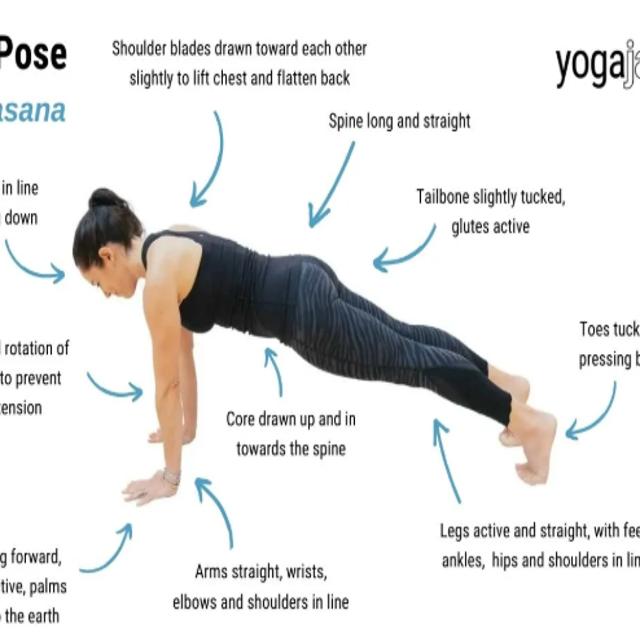 Pose
asana
Shoulder blades drawn toward each other
slightly to lift chest and flatten back
yogaja
Spine long and straight
in line
down
Tailbone slightly tucked,
glutes active
rotation of
to prevent
tension
Toes tuck
pressing b
Core drawn up and in
towards the spine
Legs active and straight, with fee
ankles, hips and shoulders in lin
g forward,
tive, palms
the earth
Arms straight, wrists,
elbows and shoulders in line